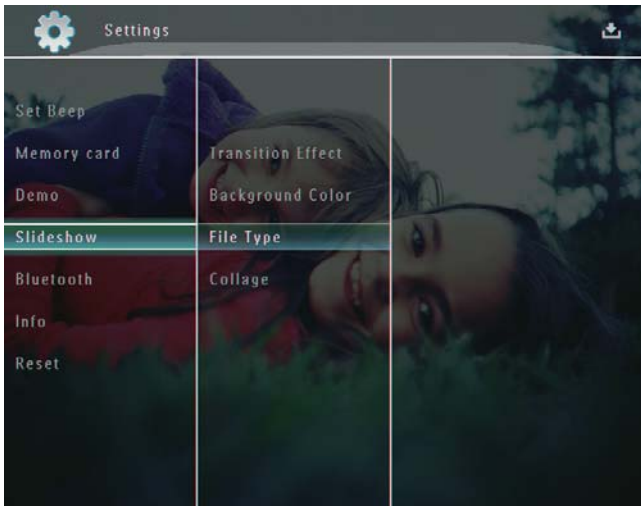 Settings
Set Beep
Memory card
Demo
Slideshow
Bluetooth
Info
Reset
Transition Effect
Background Color
File Type
Collage